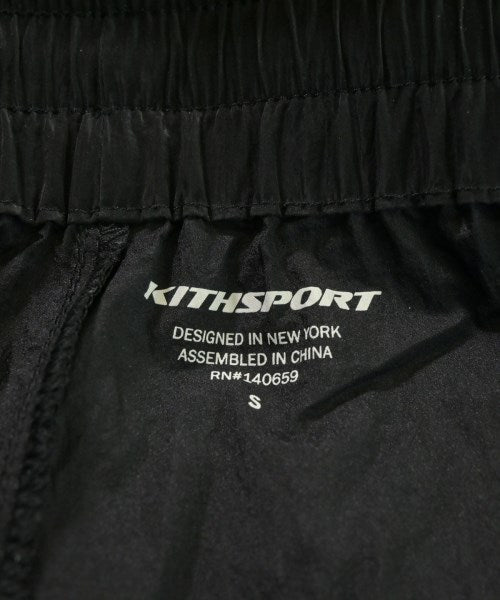 KITHSPORT
DESIGNED IN NEW YORK
ASSEMBLED IN CHINA
RN#140659
S